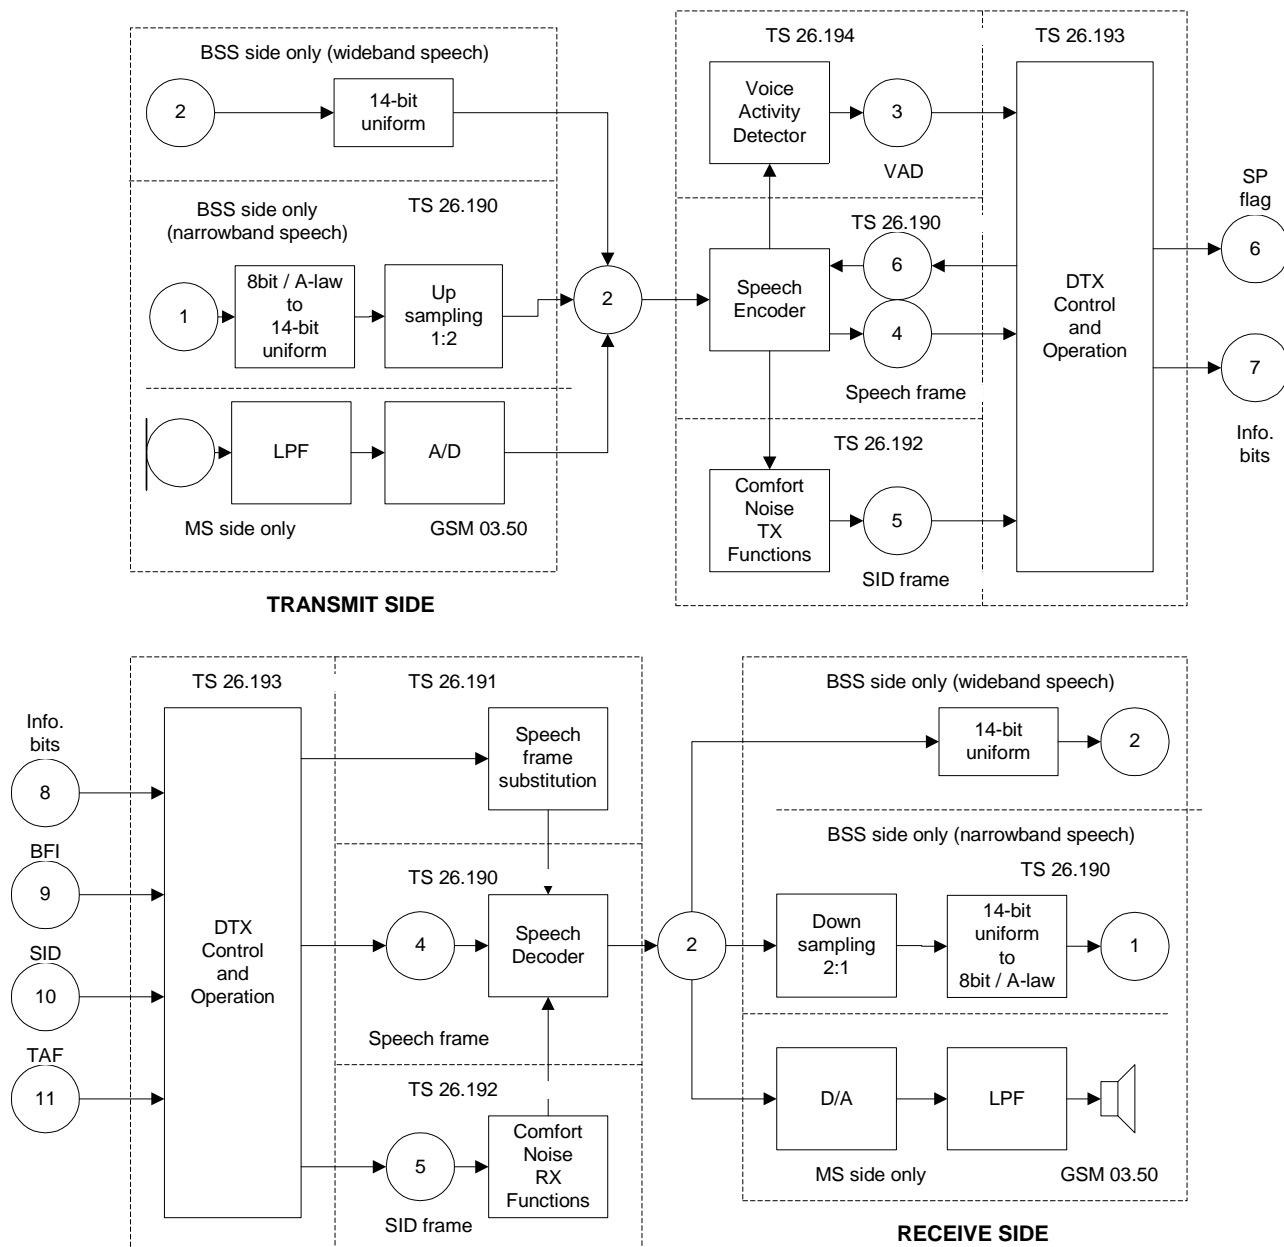 BSS side only (wideband speech)
2
14-bit
uniform
BSS side only
(narrowband speech)
TS 26.190
1
8bit / A-law
to
14-bit
uniform
Up
sampling
1:2
LPF
A/D
MS side only
GSM 03.50
2
TRANSMIT SIDE
TS 26.194
TS 26.193
Voice
Activity
Detector
3
VAD
TS 26.190
Speech
Encoder
6
4
Speech frame
TS 26.192
Comfort
Noise
TX
Functions
5
SID frame
DTX
Control
and
Operation
SP
flag
6
7
Info.
bits
TS 26.193
TS 26.191
Info.
bits
8
BFI
9
SID
10
TAF
11
DTX
Control
and
Operation
Speech
frame
substitution
TS 26.190
4
Speech
Decoder
Speech frame
TS 26.192
5
Comfort
Noise
RX
Functions
SID frame
2
BSS side only (wideband speech)
14-bit
uniform
2
BSS side only (narrowband speech)
TS 26.190
Down
sampling
2:1
14-bit
uniform
to
8bit / A-law
1
D/A
LPF
MS side only
GSM 03.50
RECEIVE SIDE